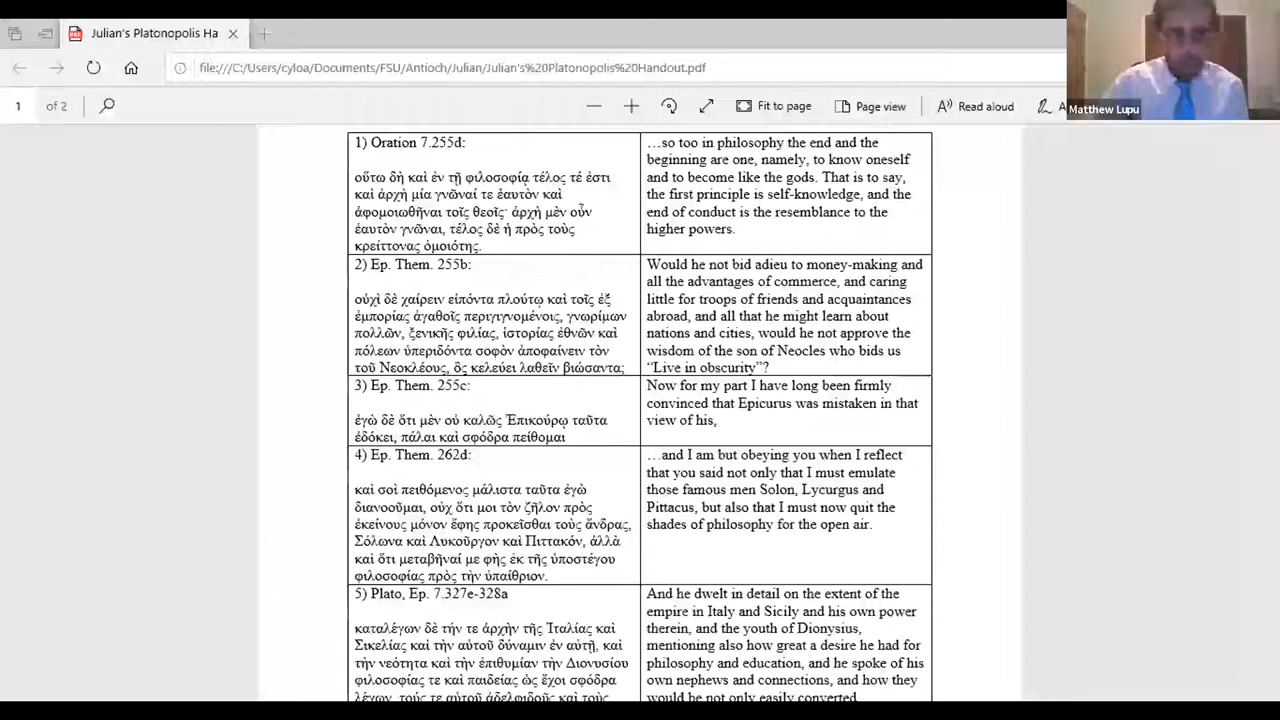 Julian's Platonopolis Ha
file:///C:/Users/cyloa/Documents/FSU/Antioch/Julian/Julian's%20Platonopolis%20Handout.pdf
Matthew Lupu
1 of 2
Fit to page
Page view
Read aloud
1) Oration 7.255d:
οὕτω δὴ καὶ ἐν τῇ φιλοσοφίᾳ τέλος τέ ἐστι
καὶ ἀρχὴ μία γνῶναί τε ἑαυτὸν καὶ
ἀφομοιωθῆναι τοῖς θεοῖς· ἀρχὴ μὲν οὖν
ἑαυτὸν γνῶναι, τέλος δὲ ἡ πρὸς τοὺς
κρείττονας ὁμοιότης.
…so too in philosophy the end and the
beginning are one, namely, to know oneself
and to become like the gods. That is to say,
the first principle is self-knowledge, and the
end of conduct is the resemblance to the
higher powers.
2) Ep. Them. 255b:
οὐχὶ δὲ χαίρειν εἰπόντα πλούτῳ καὶ τοῖς ἐξ
ἐμπορίας ἀγαθοῖς περιγιγνομένοις, γνωρίμων
πολλῶν, ξενικῆς φιλίας, ἱστορίας ἐθνῶν καὶ
πόλεων ὑπεριδόντα σοφὸν ἀποφαίνειν τὸν
τοῦ Νεοκλέους, ὃς κελεύει λαθεῖν βιώσαντα;
Would he not bid adieu to money-making and
all the advantages of commerce, and caring
little for troops of friends and acquaintances
abroad, and all that he might learn about
nations and cities, would he not approve the
wisdom of the son of Neocles who bids us
“Live in obscurity”?
3) Ep. Them. 255c:
ἐγὼ δὲ ὅτι μὲν οὐ καλῶς Ἐπικούρῳ ταῦτα
ἐδόκει, πάλαι καὶ σφόδρα πείθομαι
Now for my part I have long been firmly
convinced that Epicurus was mistaken in that
view of his,
4) Ep. Them. 262d:
καὶ σοὶ πειθόμενος μάλιστα ταῦτα ἐγὼ
διανοοῦμαι, οὐχ ὅτι μοι τὸν ζῆλον πρὸς
ἐκείνους μόνον ἔφης προκεῖσθαι τοὺς ἄνδρας,
Σόλωνα καὶ Λυκοῦργον καὶ Πιττακόν, ἀλλὰ
καὶ ὅτι μεταβῆναί με φὴς ἐκ τῆς ὑποστέγου
φιλοσοφίας πρὸς τὴν ὑπαίθριον.
…and I am but obeying you when I reflect
that you said not only that I must emulate
those famous men Solon, Lycurgus and
Pittacus, but also that I must now quit the
shades of philosophy for the open air.
5) Plato, Ep. 7.327e-328a
καταλέγων δὲ τήν τε ἀρχὴν τῆς Ἰταλίας καὶ
Σικελίας καὶ τὴν αὑτοῦ δύναμιν ἐν αὐτῇ, καὶ
τὴν νεότητα καὶ τὴν ἐπιθυμίαν τὴν Διονυσίου
φιλοσοφίας τε καὶ παιδείας ὡς ἔχοι σφόδρα
λέγων, τούς τε αὑτοῦ ἀδελφιδοῦς καὶ τοὺς
And he dwelt in detail on the extent of the
empire in Italy and Sicily and his own power
therein, and the youth of Dionysius,
mentioning also how great a desire he had for
philosophy and education, and he spoke of his
own nephews and connections, and how they
would be not only easily converted